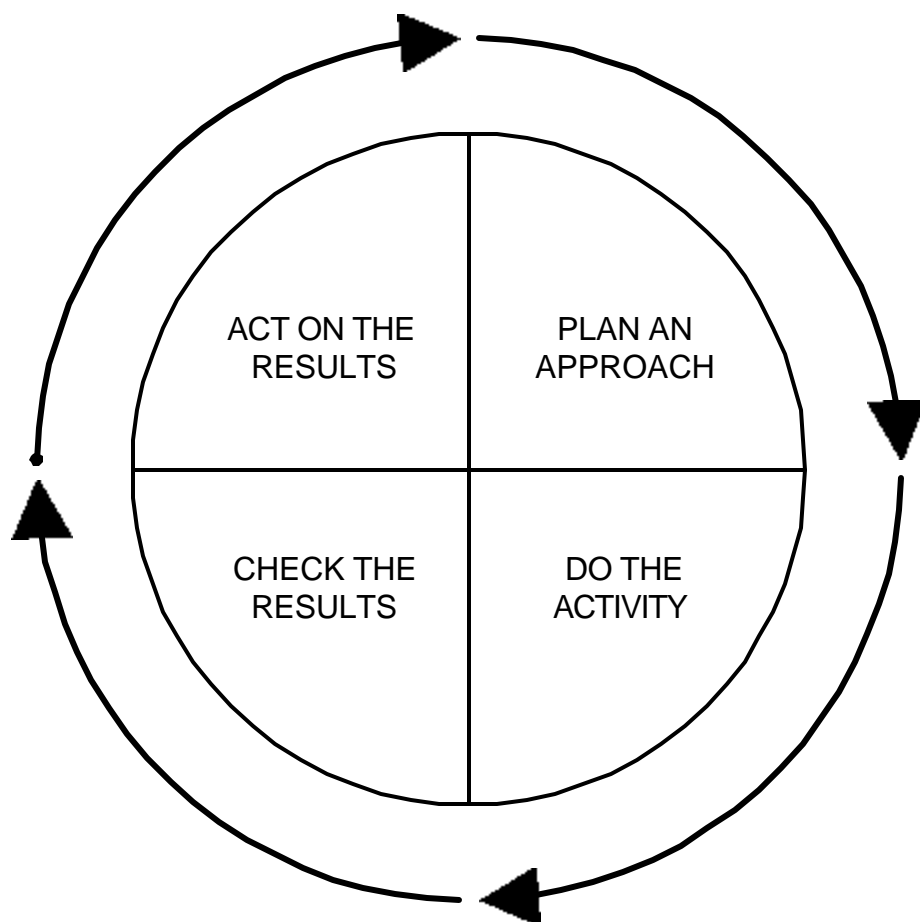 ACT ON THE
RESULTS
PLAN AN
APPROACH
CHECK THE
RESULTS
DO THE
ACTIVITY